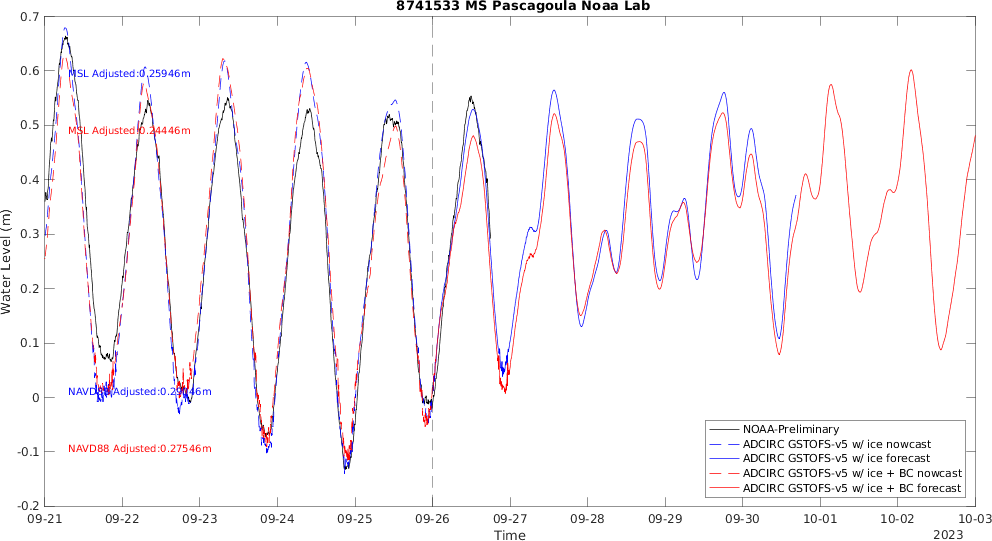 8741533 MS Pascagoula Noaa Lab
0.7
0.6
0.5
0.4
0.3
0.2
0.1
0
-0.1
-0.2
Water Level (m)
MSL Adjusted:0.25946m
MSL Adjusted:0.24446m
NAVD88 Adjusted:0.29746m
NAVD88 Adjusted:0.27546m
NOAA-Preliminary
ADCIRC GSTOFS-v5 w/ ice nowcast
ADCIRC GSTOFS-v5 w/ ice forecast
ADCIRC GSTOFS-v5 w/ ice + BC nowcast
ADCIRC GSTOFS-v5 w/ ice + BC forecast
09-21 09-22 09-23 09-24 09-25 09-26 09-27 09-28 09-29 09-30 10-01 10-02 10-03
Time
2023